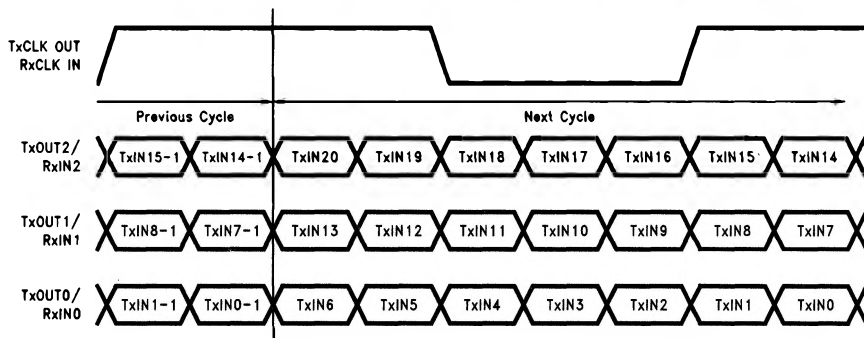 TxCLK OUT
RxCLK IN
Previous Cycle
Next Cycle
TxOUT2/
RxIN2
TxIN15-1 TxIN14-1 TxIN20 TxIN19 TxIN18 TxIN17 TxIN16 TxIN15 TxIN14
TxOUT1/
RxIN1
TxIN8-1 TxIN7-1 TxIN13 TxIN12 TxIN11 TxIN10 TxIN9 TxIN8 TxIN7
TxOUT0/
RxIN0
TxIN1-1 TxIN0-1 TxIN6 TxIN5 TxIN4 TxIN3 TxIN2 TxIN1 TxIN0